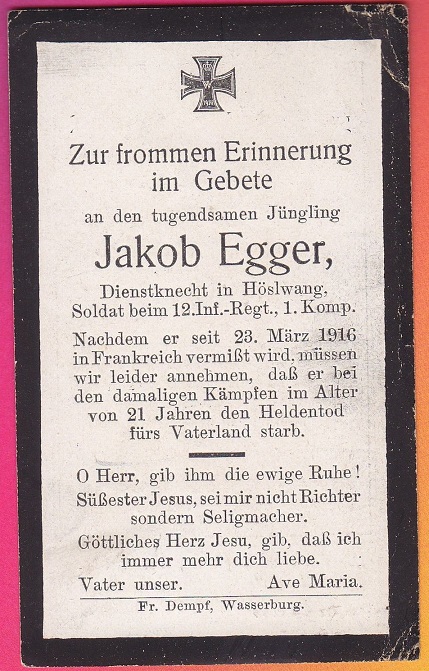 Zur frommen Erinnerung
im Gebete
an den tugendsamen Jüngling
Jakob Egger,
Dienstknecht in Höslwang,
Soldat beim 12. Inf.-Regt., 1. Komp.
Nachdem er seit 23. März 1916
in Frankreich vermißt wird, müssen
wir leider annehmen, daß er bei
den damaligen Kämpfen im Alter
von 21 Jahren den Heldentod
fürs Vaterland starb.
O Herr, gib ihm die ewige Ruhe!
Süßester Jesus, sei mir nicht Richter
sondern Seligmacher.
Göttliches Herz Jesu, gib, daß ich
immer mehr dich liebe.
Vater unser. Ave Maria.
Fr. Dempf, Wasserburg.